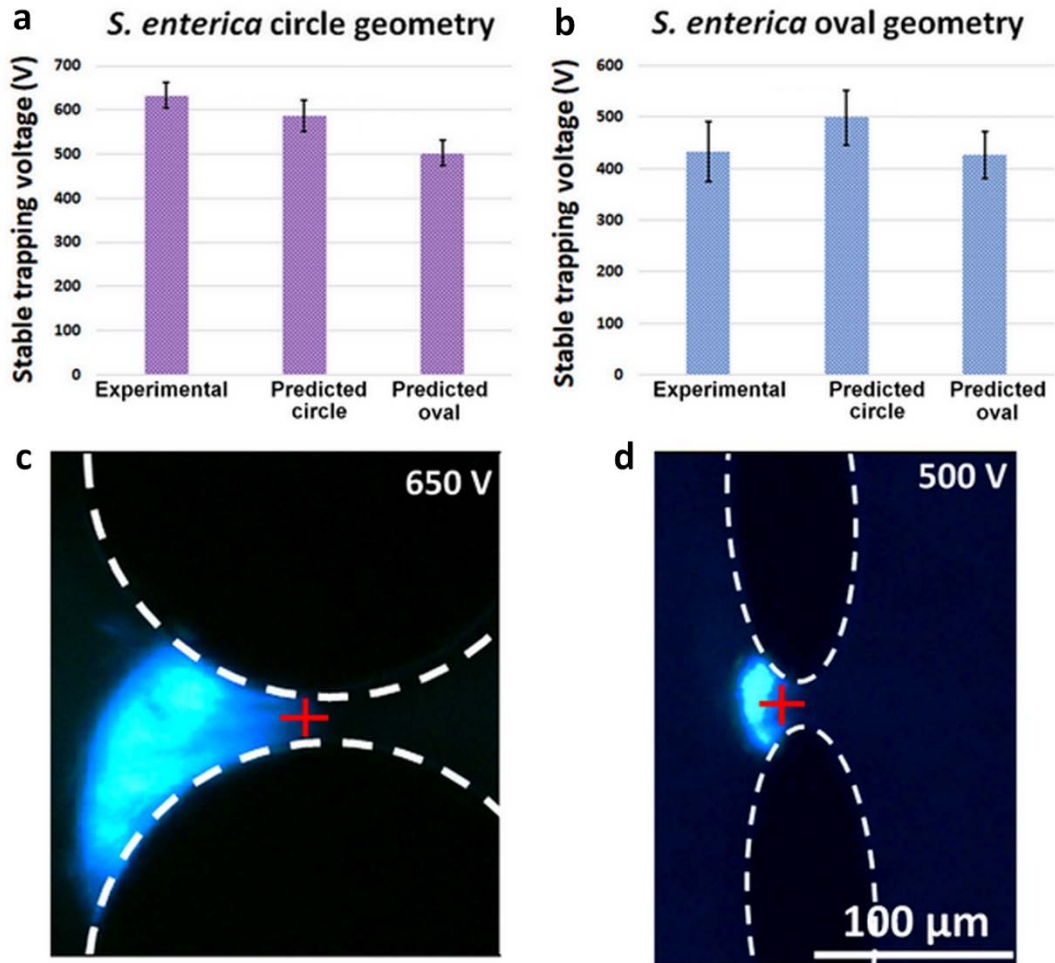 a
S. enterica circle geometry
Stable trapping voltage (V)
700
600
500
400
300
200
100
0
Experimental
Predicted
circle
Predicted
oval
b
S. enterica oval geometry
Stable trapping voltage (V)
600
500
400
300
200
100
0
Experimental
Predicted
circle
Predicted
oval
c
650 V
d
500 V
100 µm